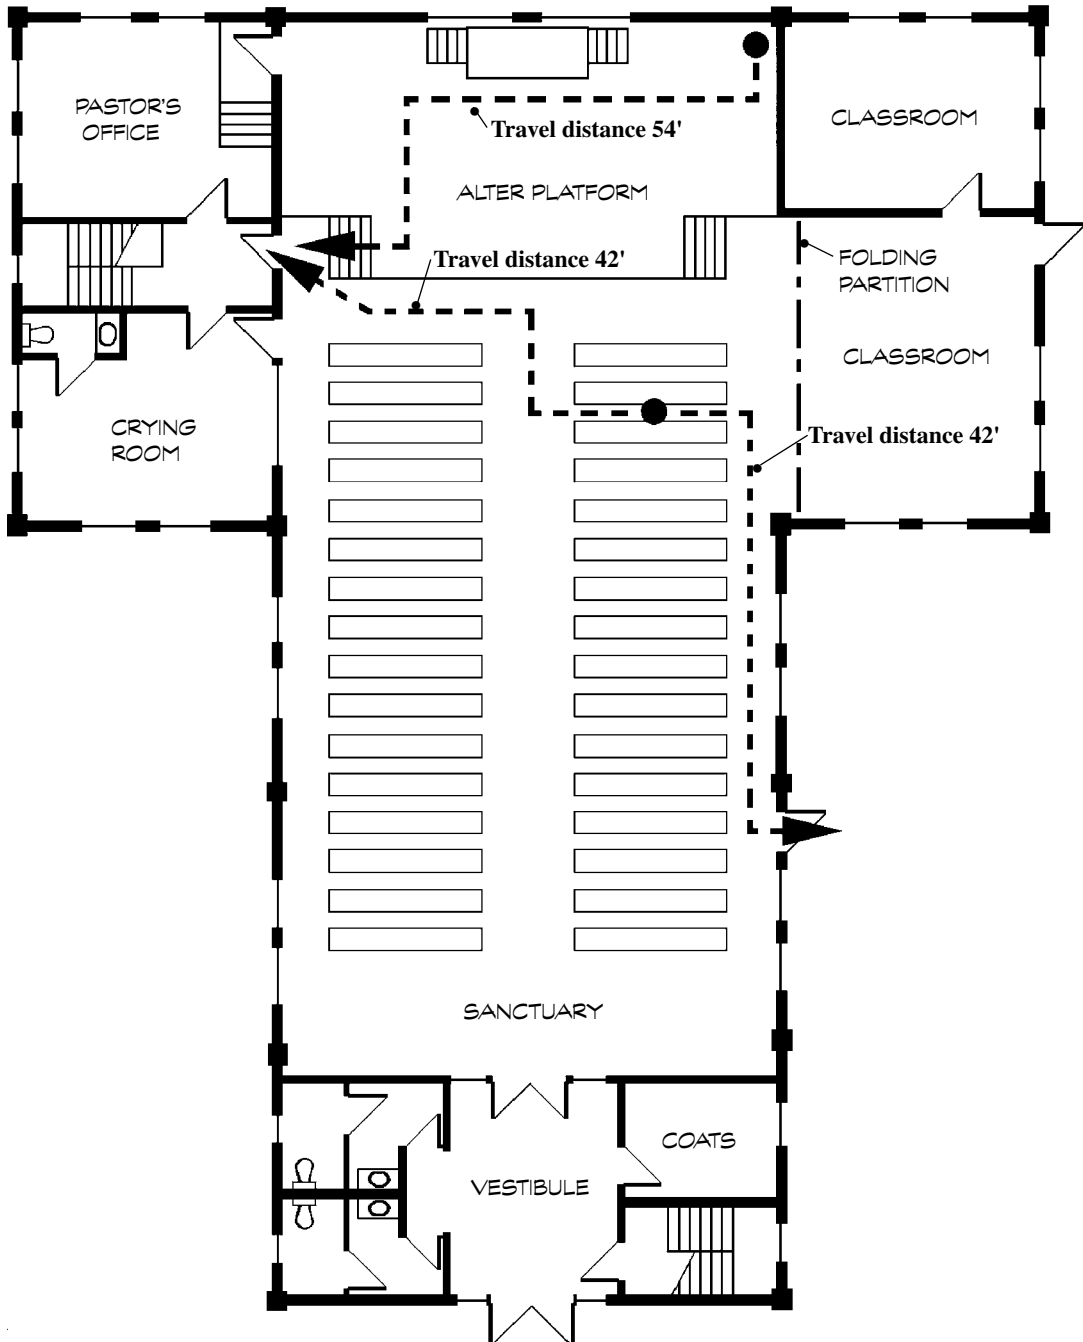 PASTOR'S
OFFICE
CLASSROOM
Travel distance 54'
ALTER PLATFORM
Travel distance 42'
FOLDING
PARTITION
CLASSROOM
CRYING
ROOM
Travel distance 42'
SANCTUARY
COATS
VESTIBULE